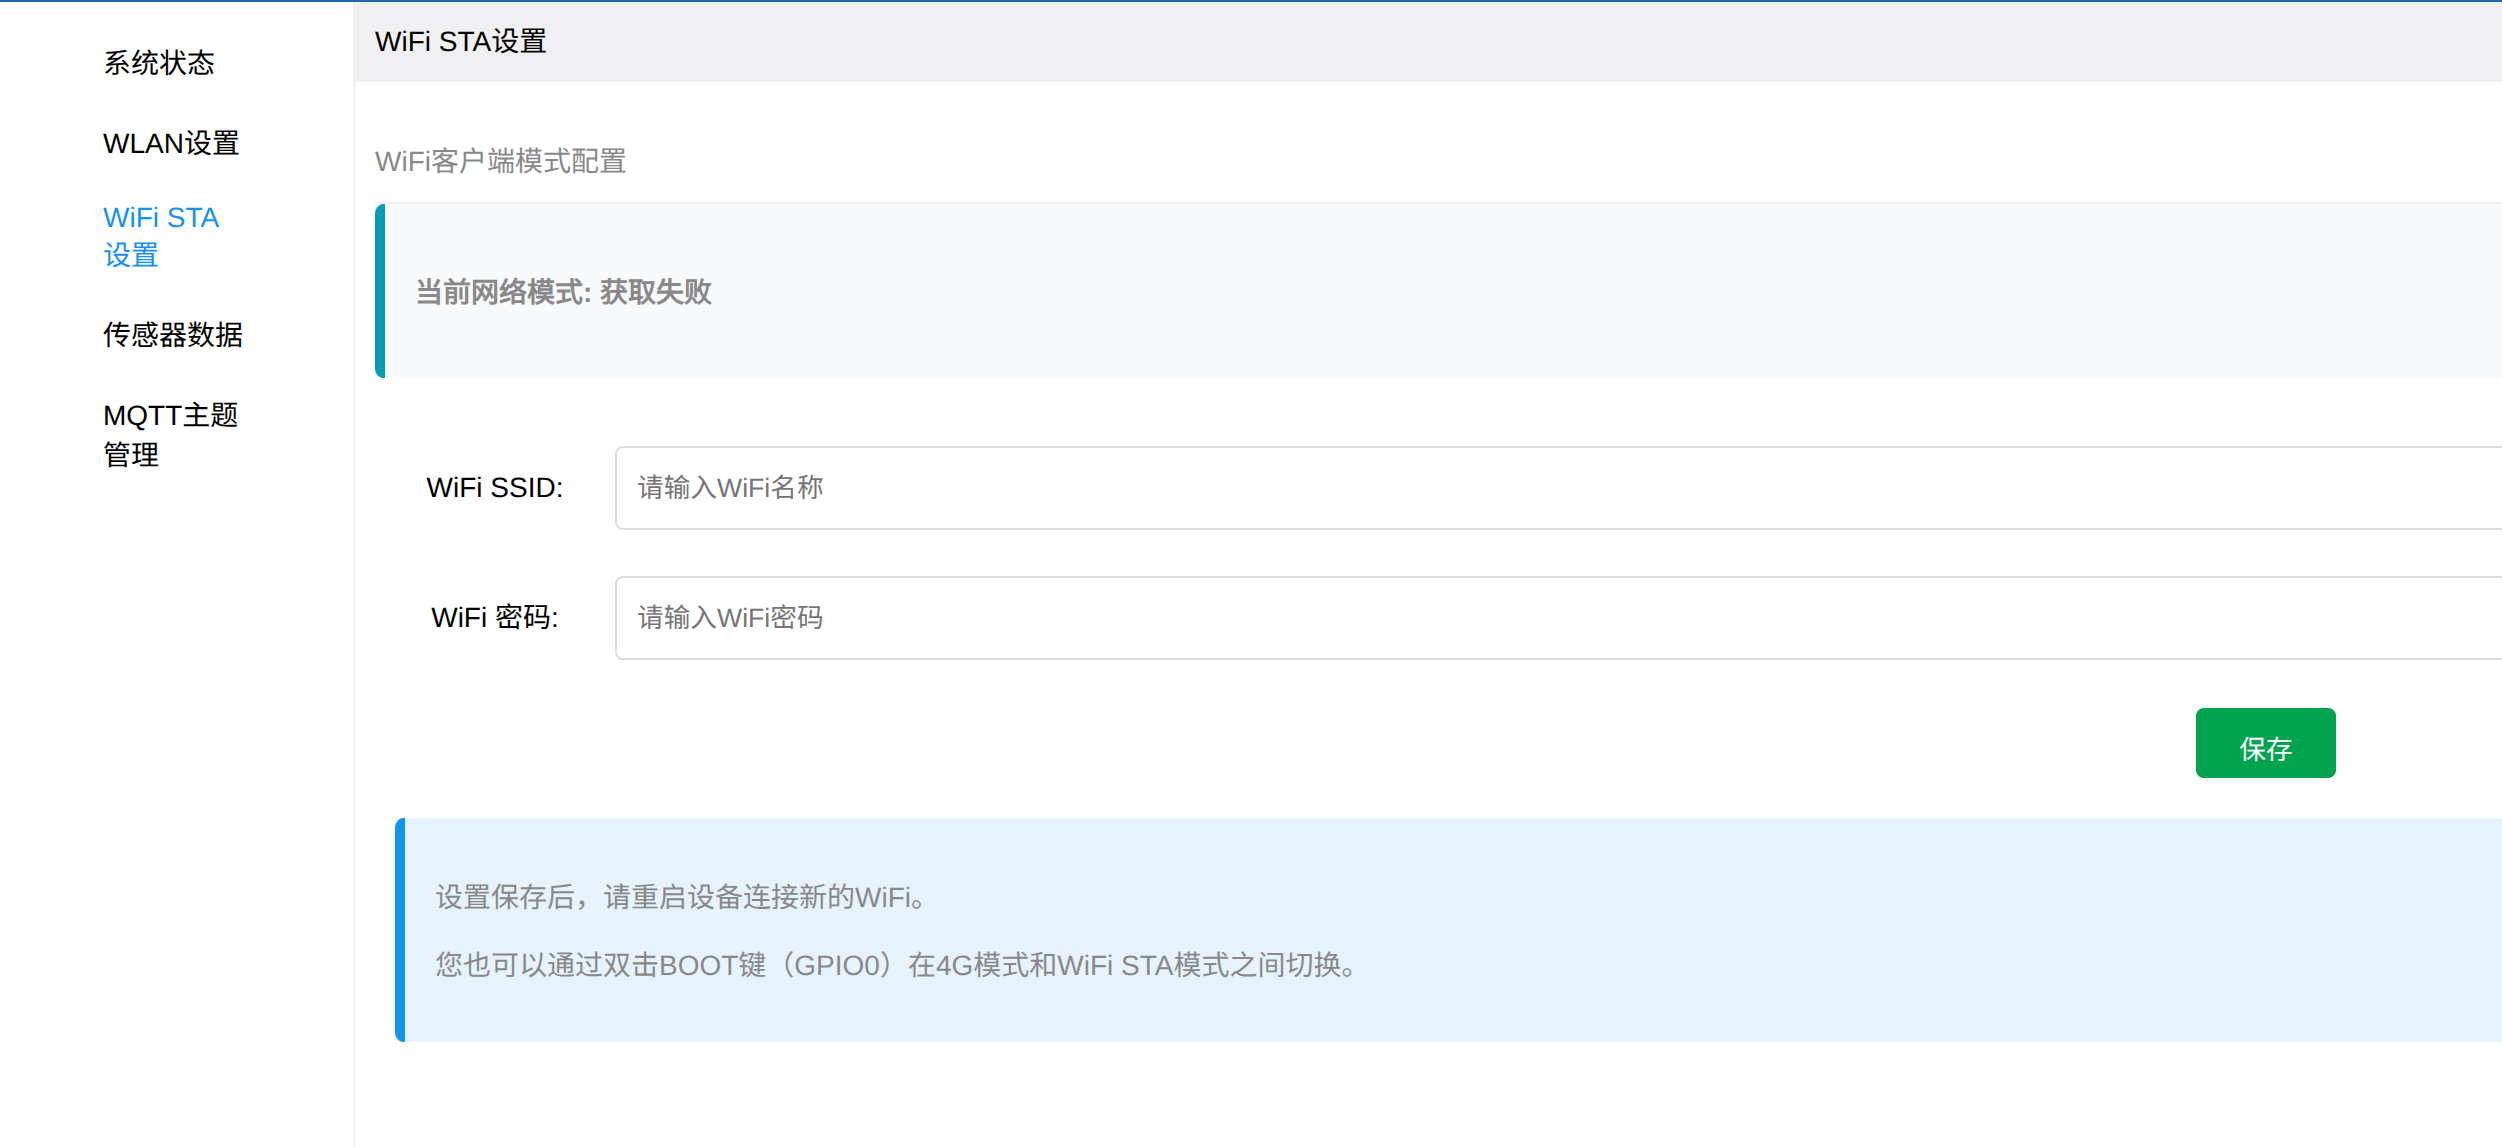 系统状态
WLAN设置
WiFi STA
设置
传感器数据
MQTT主题
管理
WiFi STA设置
WiFi客户端模式配置
当前网络模式: 获取失败
WiFi SSID:
请输入WiFi名称
WiFi 密码:
请输入WiFi密码
保存
设置保存后，请重启设备连接新的WiFi。
您也可以通过双击BOOT键（GPIO0）在4G模式和WiFi STA模式之间切换。